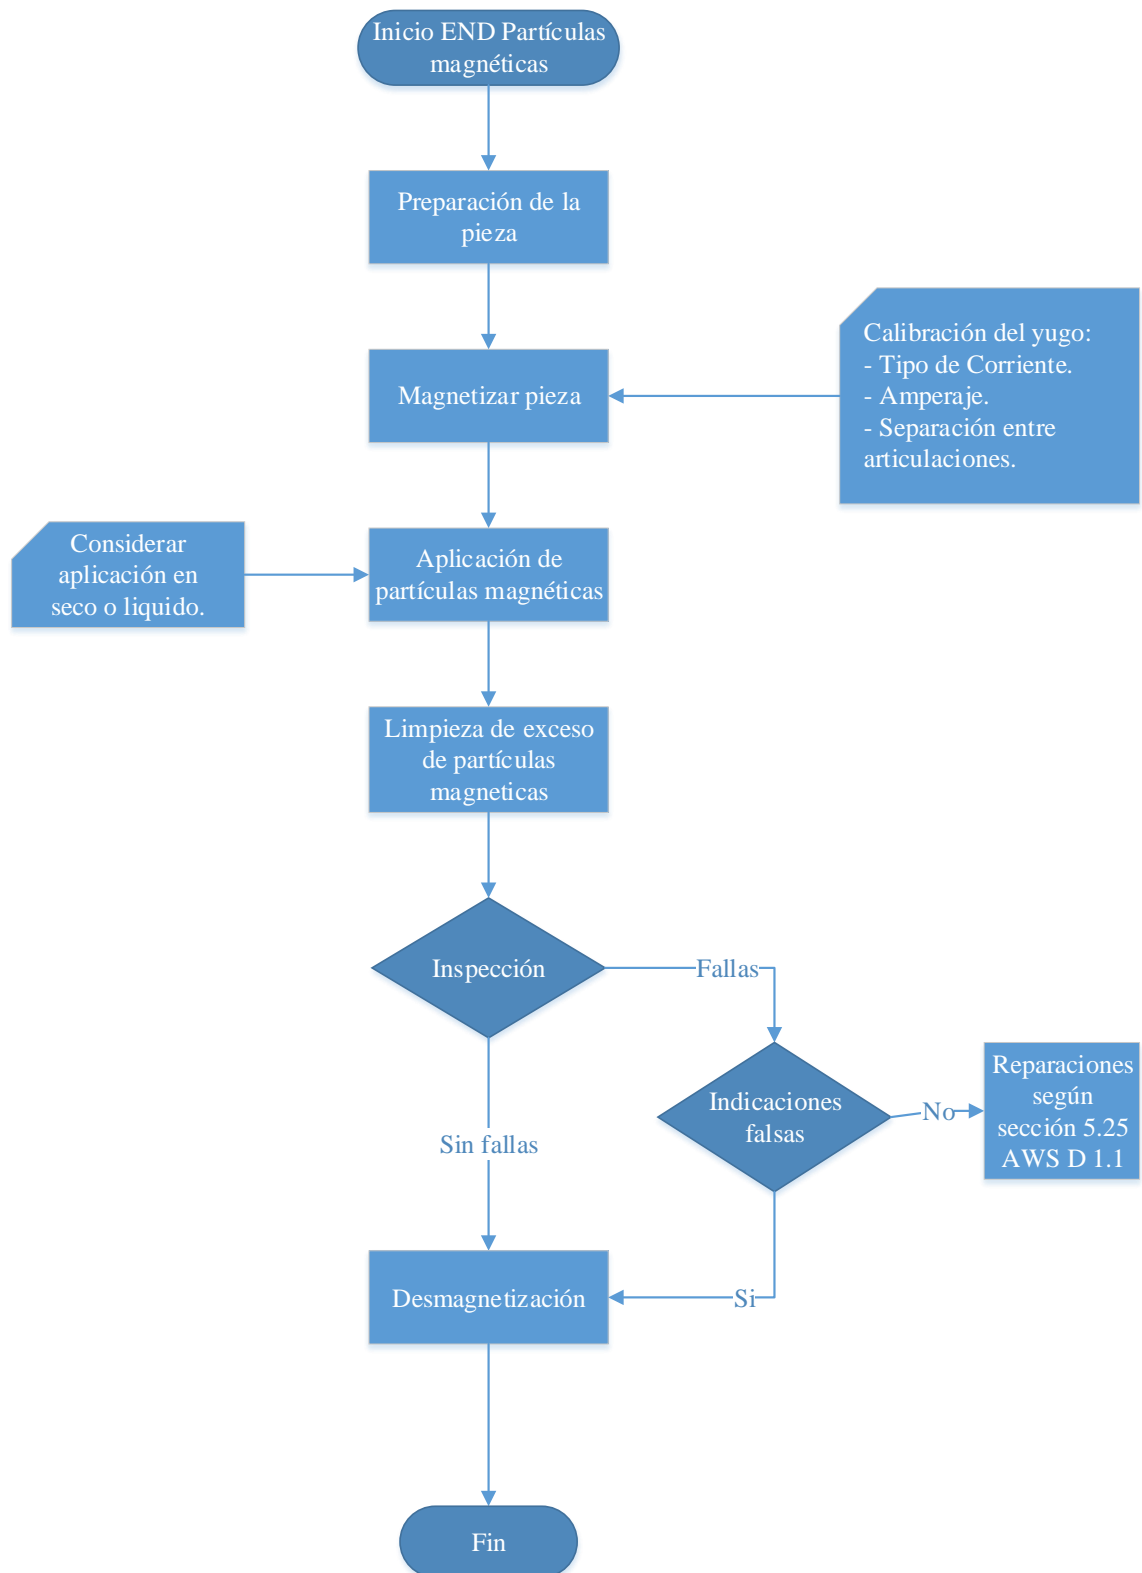 Inicio END Partículas
magnéticas
Preparación de la
pieza
Calibración del yugo:
- Tipo de Corriente.
- Amperaje.
- Separación entre
articulaciones.
Magnetizar pieza
Considerar
aplicación en
seco o liquido.
Aplicación de
partículas magnéticas
Limpieza de exceso
de partículas
magneticas
Inspección
Fallas
Indicaciones
falsas
No
Reparaciones
según
sección 5.25
AWS D 1.1
Sin fallas
Desmagnetización
Si
Fin